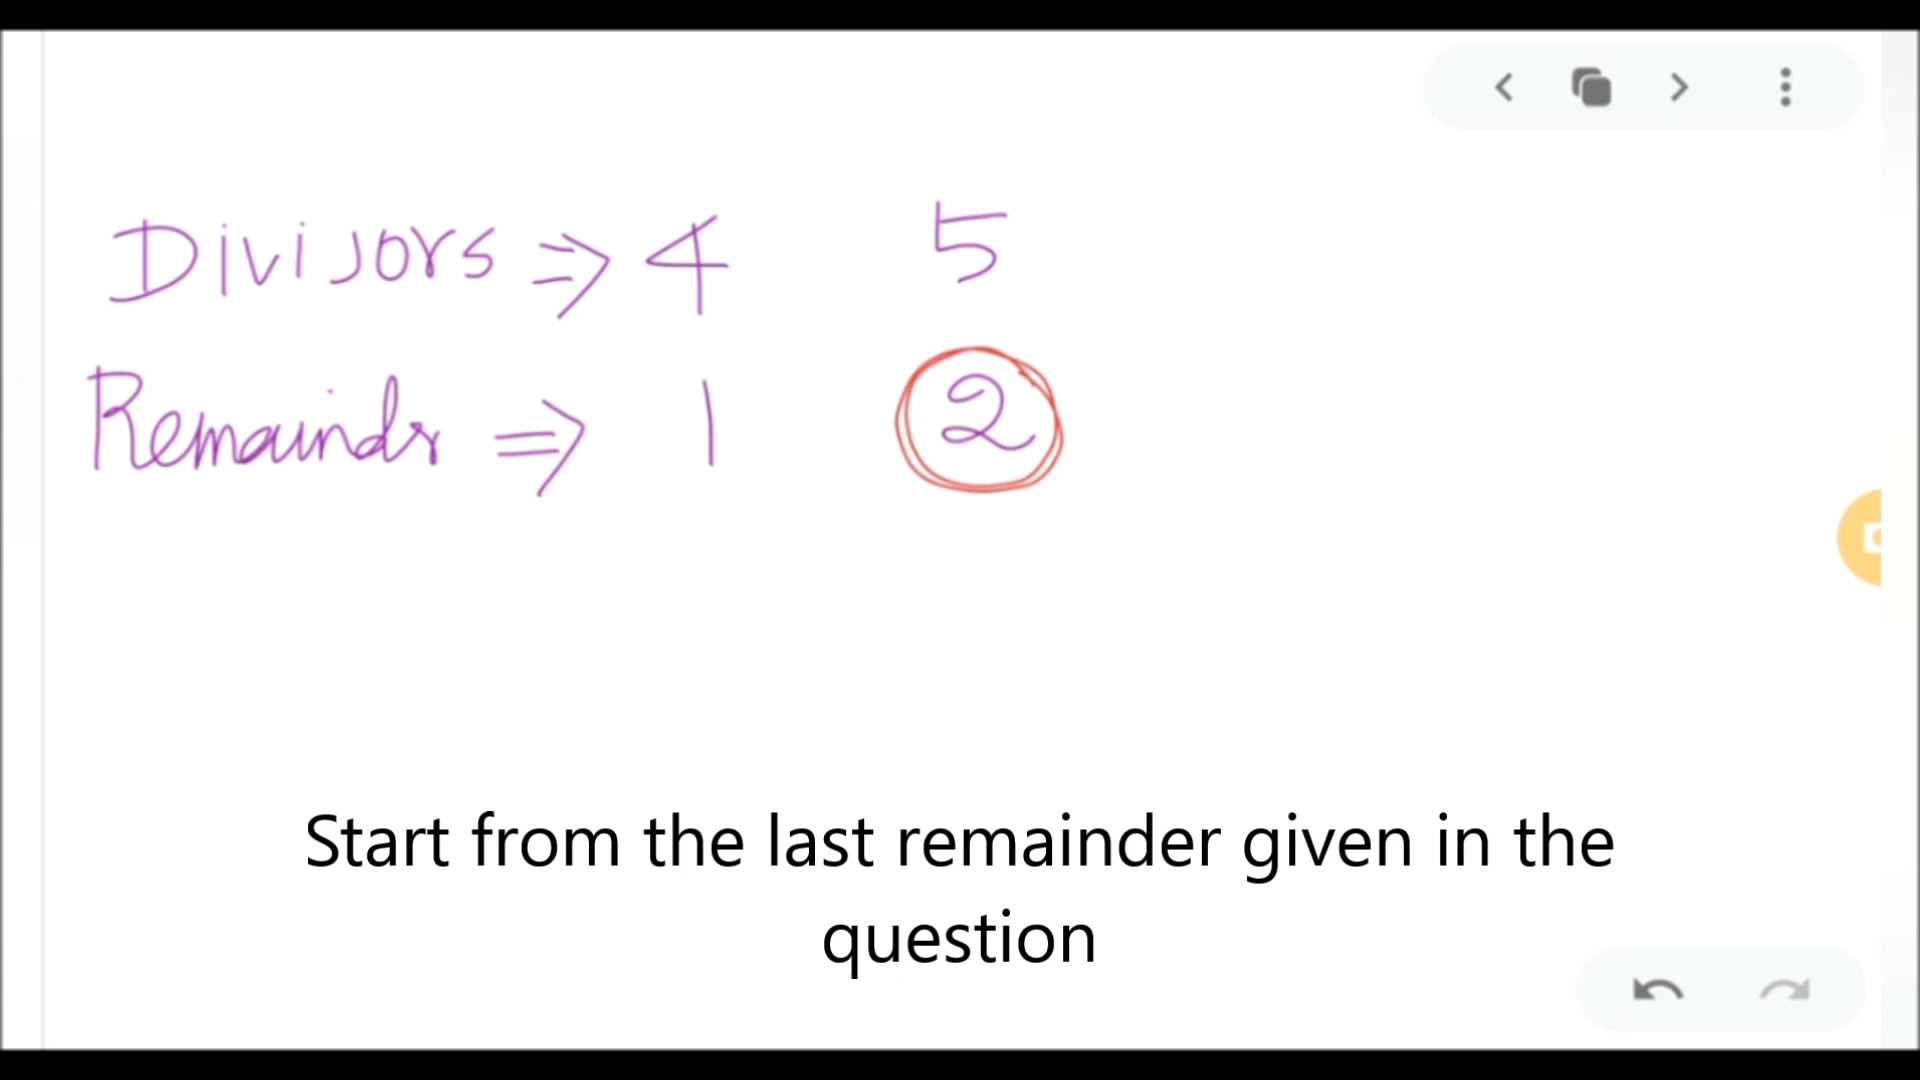 Divisors ⇒ 4 5
Remaindr ⇒ 1 2
Start from the last remainder given in the
question